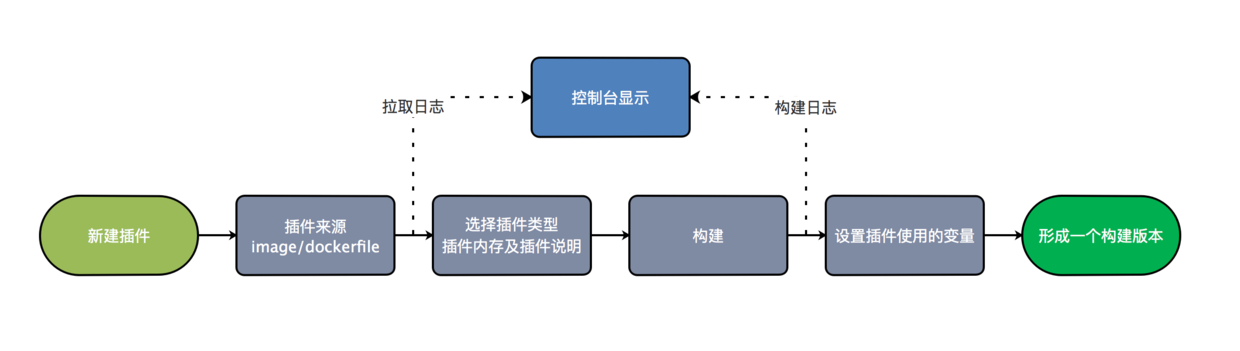 控制台显示
拉取日志
构建日志
新建插件
插件来源
image/dockerfile
选择插件类型
插件内存及插件说明
构建
设置插件使用的变量
形成一个构建版本